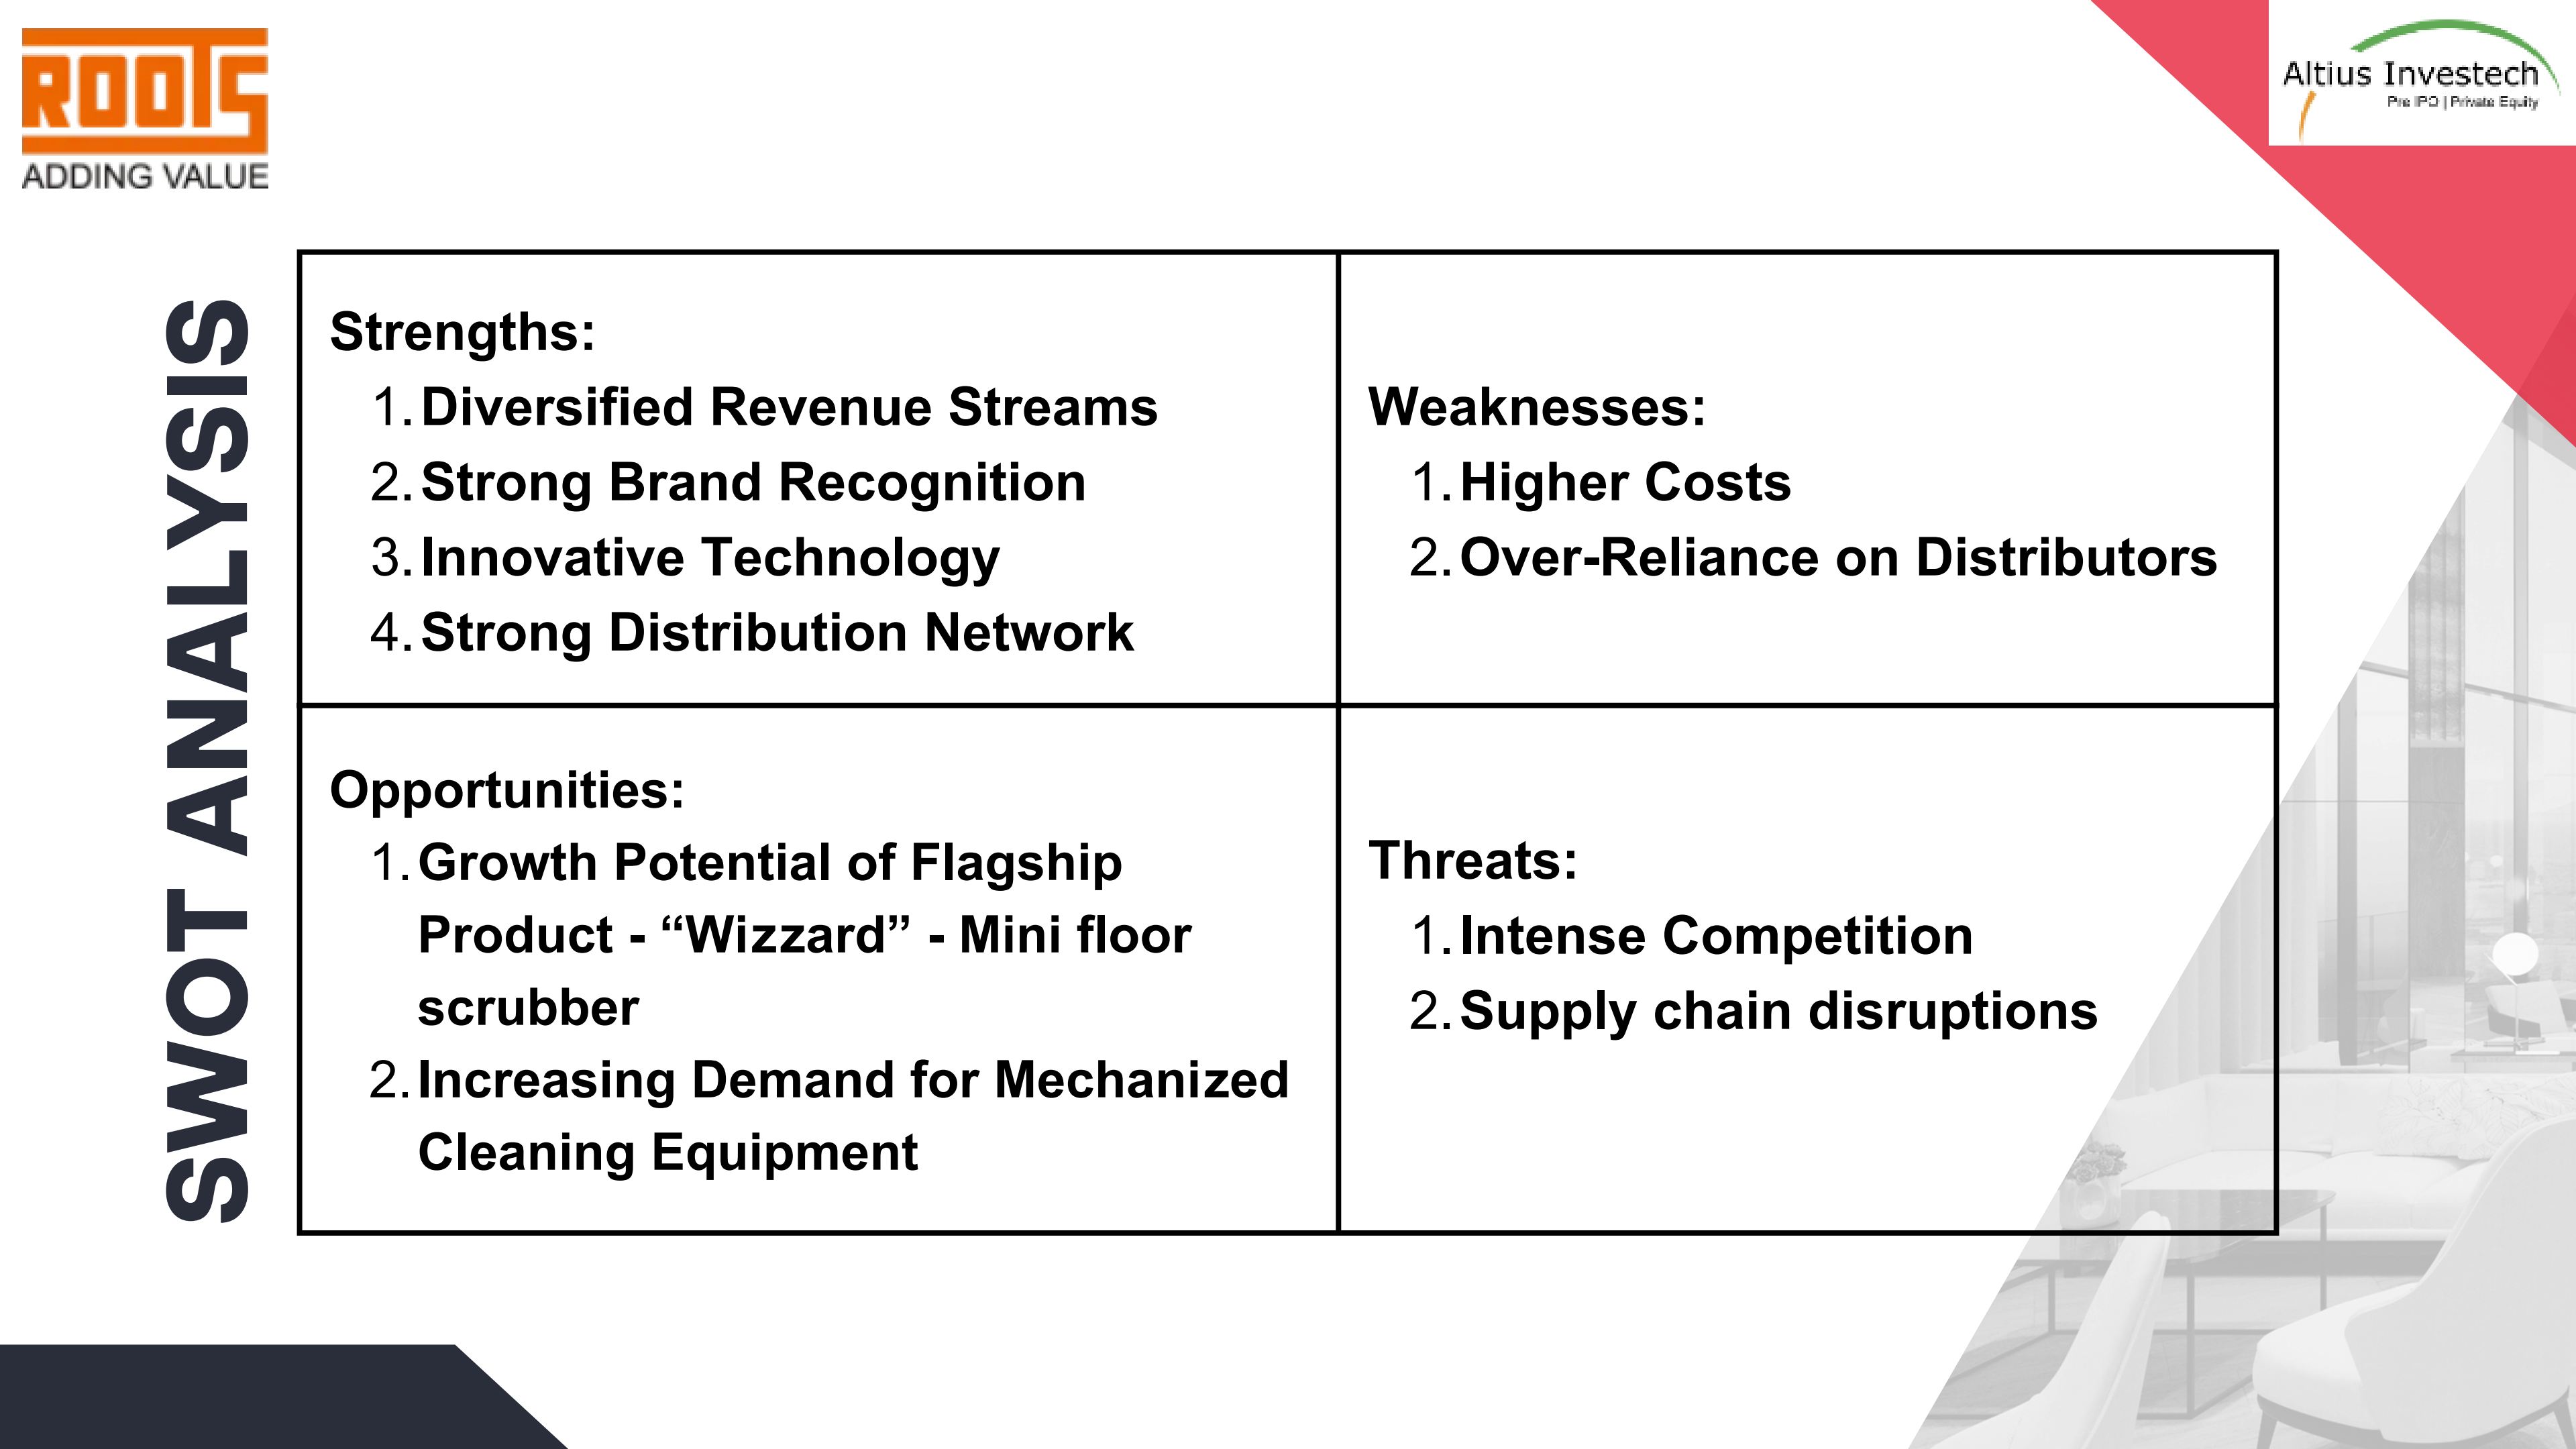 ROOTS
ADDING VALUE
Altius Investech
Pre IPO | Private Equity
SWOT ANALYSIS
Strengths:
1. Diversified Revenue Streams
2. Strong Brand Recognition
3. Innovative Technology
4. Strong Distribution Network
Weaknesses:
1. Higher Costs
2. Over-Reliance on Distributors
Opportunities:
1. Growth Potential of Flagship
Product - “Wizzard” - Mini floor
scrubber
2. Increasing Demand for Mechanized
Cleaning Equipment
Threats:
1. Intense Competition
2. Supply chain disruptions